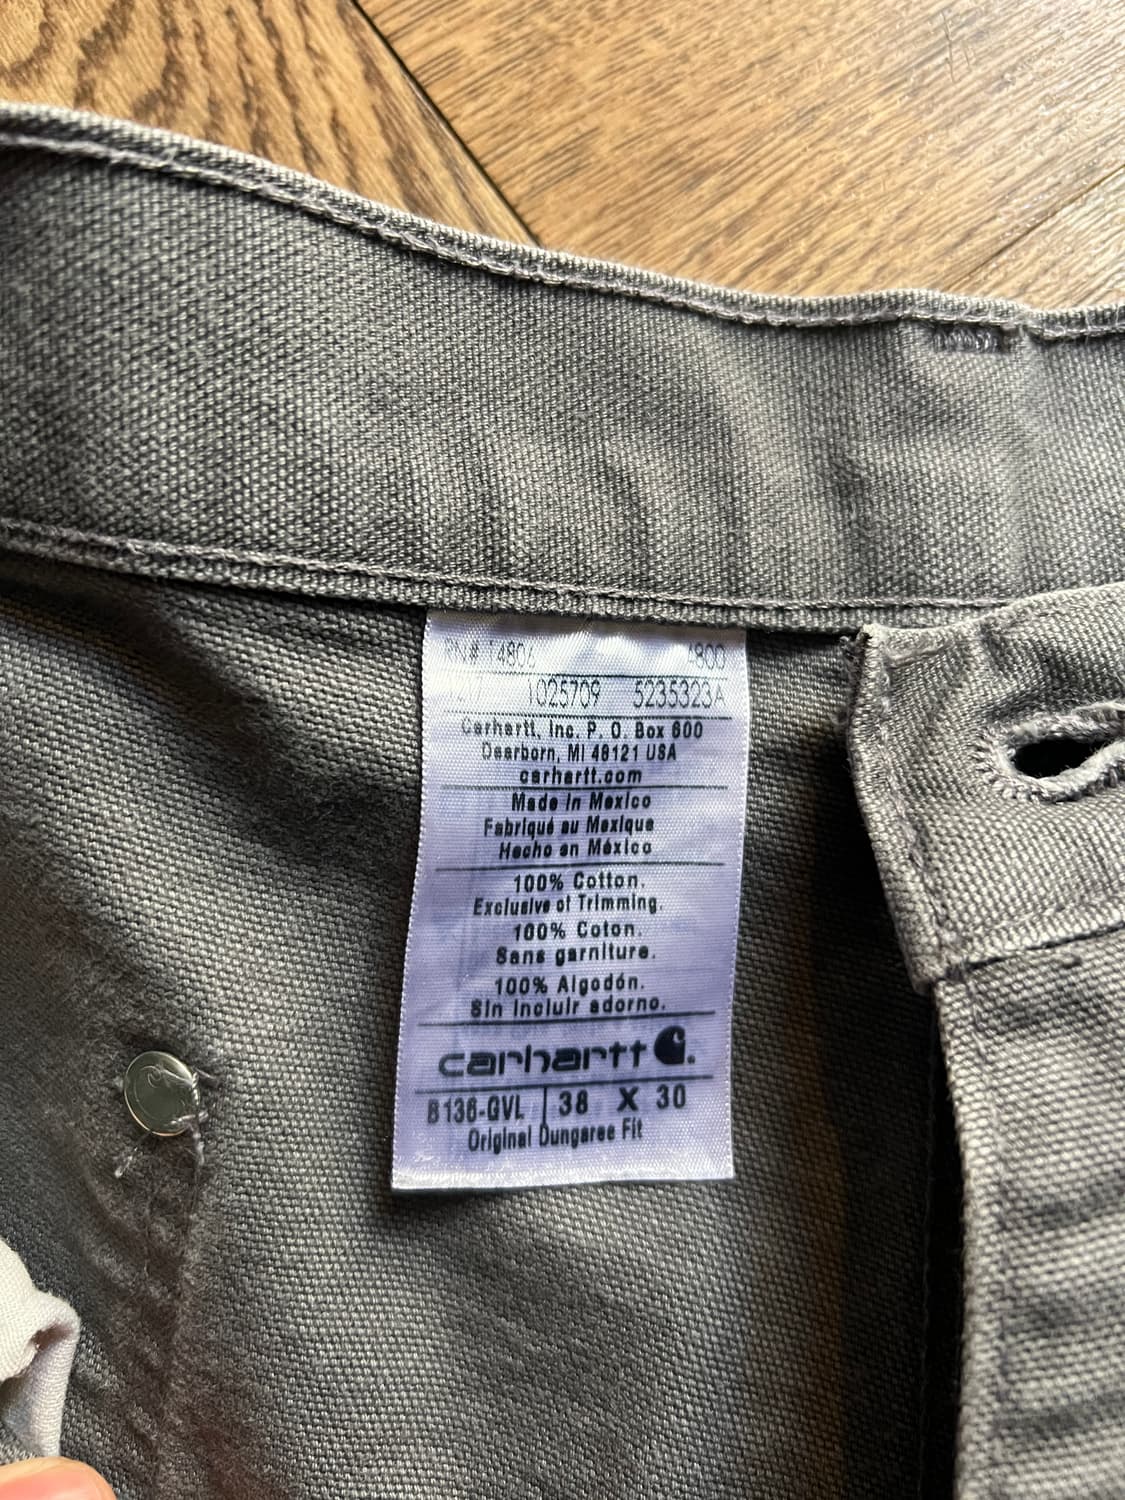 RN# 14806 4800
1025709 5235323A
Carhartt, Inc. P. O. Box 600
Dearborn, MI 48121 USA
carhartt.com
Made in Mexico
Fabriqué au Mexique
Hecho en México
100% Cotton.
Exclusive of Trimming.
100% Coton.
Sans garniture.
100% Algodón.
Sin incluir adorno.
carhartt
B136-GVL 38 X 30
Original Dungaree Fit